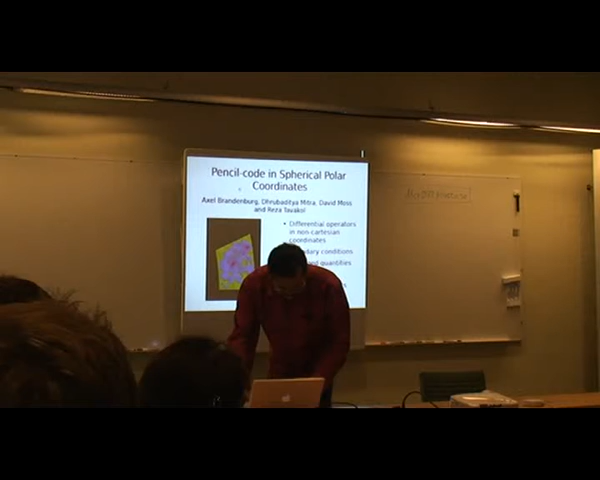 Pencil-code in Spherical Polar
Coordinates
Axel Brandenburg, Dhrubaditya Mitra, David Moss
and Reza Tavakol
• Differential operators
in non-cartesian
coordinates
conditions
quantities